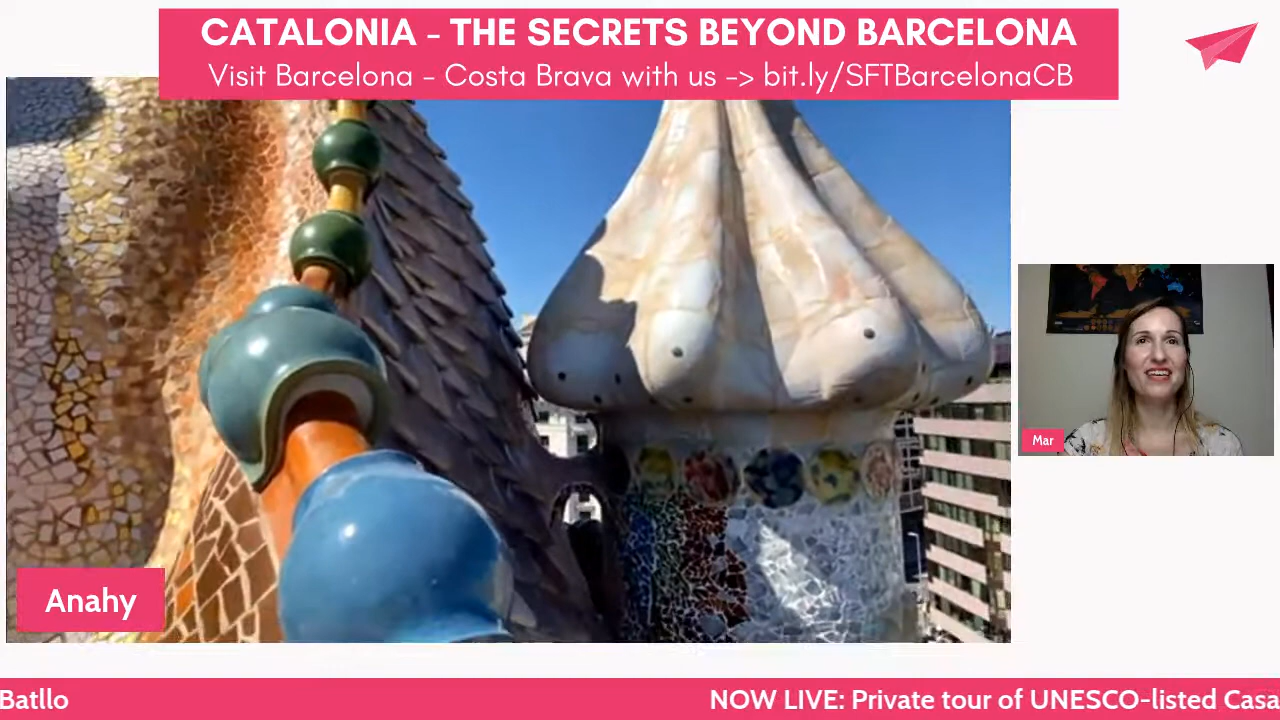 CATALONIA - THE SECRETS BEYOND BARCELONA
Visit Barcelona - Costa Brava with us -> bit.ly/SFTBarcelonaCB
Mar
Anahy
Batllo
NOW LIVE: Private tour of UNESCO-listed Casa